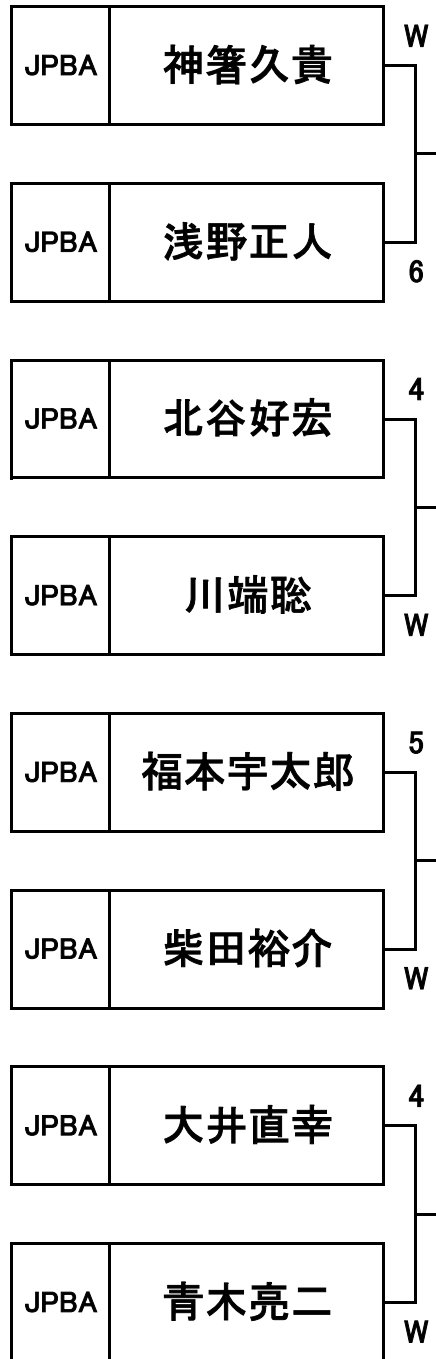 W
JPBA 神箸久貴
JPBA 浅野正人
6
4
JPBA 北谷好宏
JPBA 川端聡
W
5
JPBA 福本宇太郎
JPBA 柴田裕介
W
4
JPBA 大井直幸
JPBA 青木亮二
W